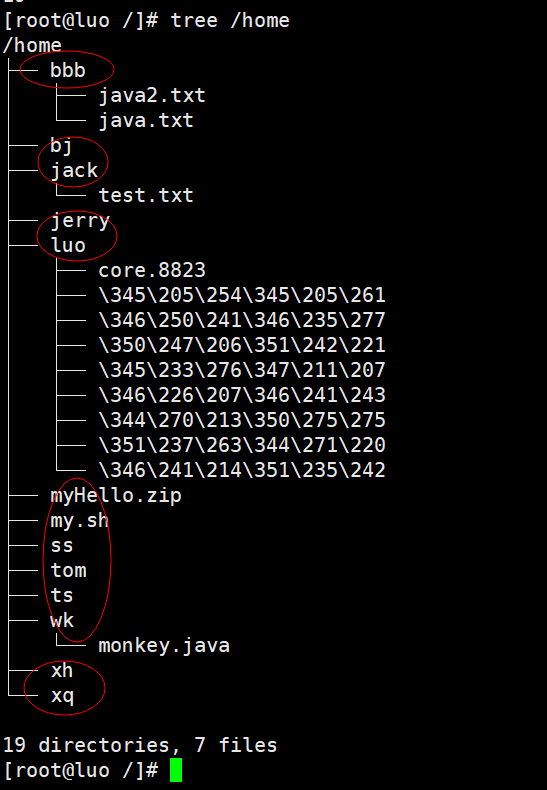 [root@luo /]# tree /home
/home
├── bbb
│   ├── java2.txt
│   └── java.txt
├── bj
├── jack
│   └── test.txt
├── jerry
├── luo
│   ├── core.8823
│   ├── \345\205\254\345\205\261
│   ├── \346\250\241\346\235\277
│   ├── \350\247\206\351\242\221
│   ├── \345\233\276\347\211\207
│   ├── \346\226\207\346\241\243
│   ├── \344\270\213\350\275\275
│   ├── \351\237\263\344\271\220
│   └── \346\241\214\351\235\242
├── myHello.zip
├── my.sh
├── ss
├── tom
├── ts
├── wk
│   └── monkey.java
├── xh
└── xq
19 directories, 7 files
[root@luo /]#